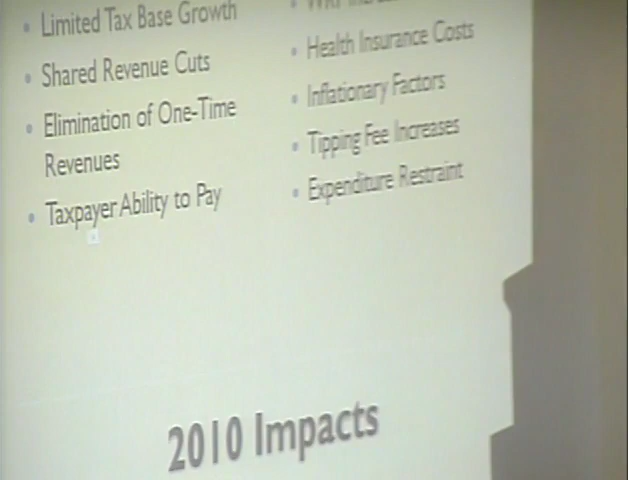 Limited Tax Base Growth
Shared Revenue Cuts
Elimination of One-Time
Revenues
Taxpayer Ability to Pay
Health Insurance Costs
Inflationary Factors
Tipping Fee Increases
Expenditure Restraint
2010 Impacts